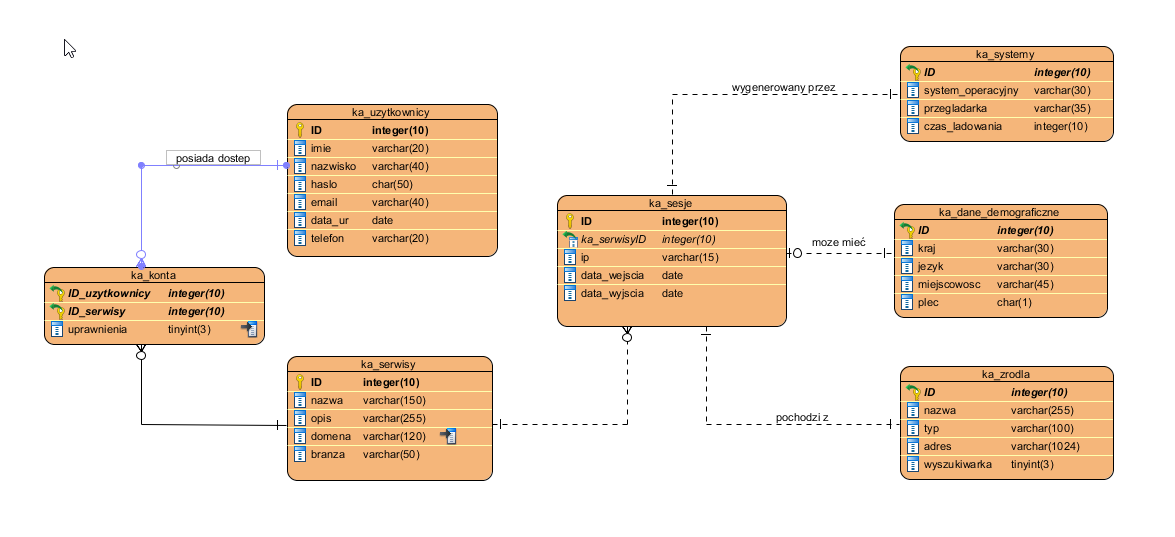 ka_systemy
ID integer(10)
system_operacyjny varchar(30)
przegladarka varchar(35)
czas_ladowania integer(10)
wygenerowany przez
ka_uzytkownicy
ID integer(10)
imie varchar(20)
nazwisko varchar(40)
haslo char(50)
email varchar(40)
data_ur date
telefon varchar(20)
posiada dostep
ka_sesje
ID integer(10)
ka_serwisyID integer(10)
ip varchar(15)
data_wejscia date
data_wyjscia date
moze mieć
ka_dane_demograficzne
ID integer(10)
kraj varchar(30)
jezyk varchar(30)
miejscowosc varchar(45)
plec char(1)
ka_konta
ID_uzytkownicy integer(10)
ID_serwisy integer(10)
uprawnienia tinyint(3)
ka_serwisy
ID integer(10)
nazwa varchar(150)
opis varchar(255)
domena varchar(120)
branza varchar(50)
pochodzi z
ka_zrodla
ID integer(10)
nazwa varchar(255)
typ varchar(100)
adres varchar(1024)
wyszukiwarka tinyint(3)